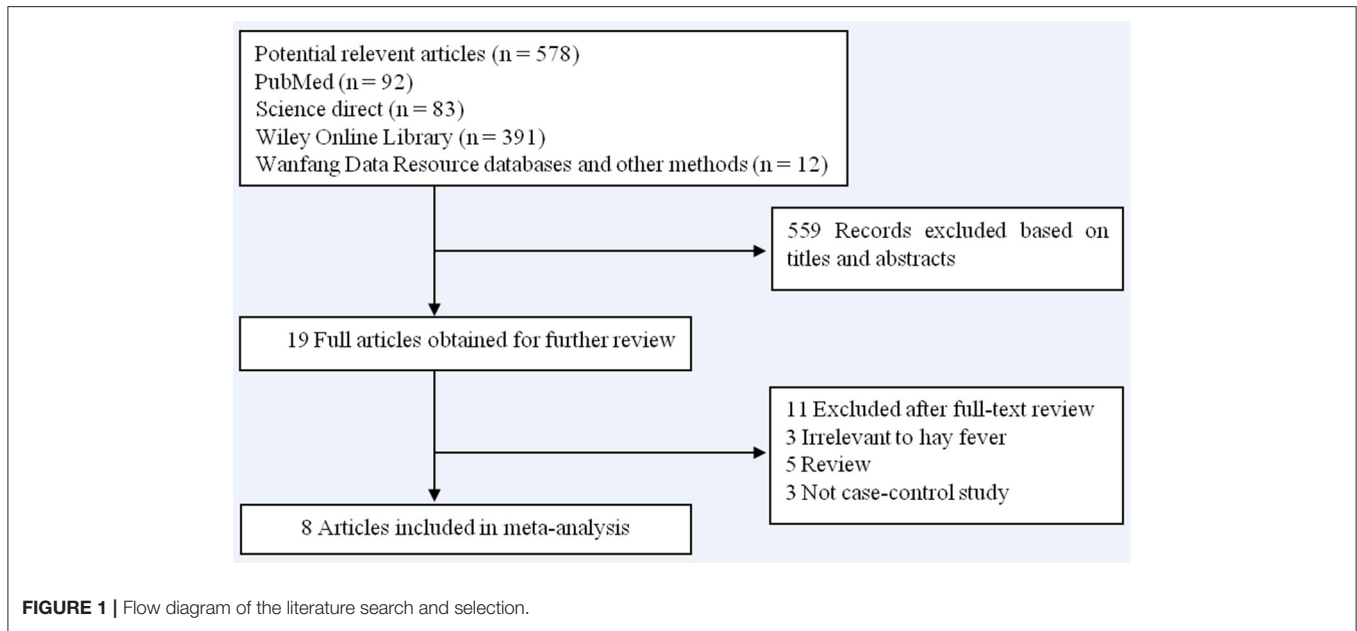 Potential relevent articles (n = 578)
PubMed (n = 92)
Science direct (n = 83)
Wiley Online Library (n = 391)
Wanfang Data Resource databases and other methods (n = 12)
559 Records excluded based on
titles and abstracts
19 Full articles obtained for further review
11 Excluded after full-text review
3 Irrelevant to hay fever
5 Review
3 Not case-control study
8 Articles included in meta-analysis
FIGURE 1 | Flow diagram of the literature search and selection.